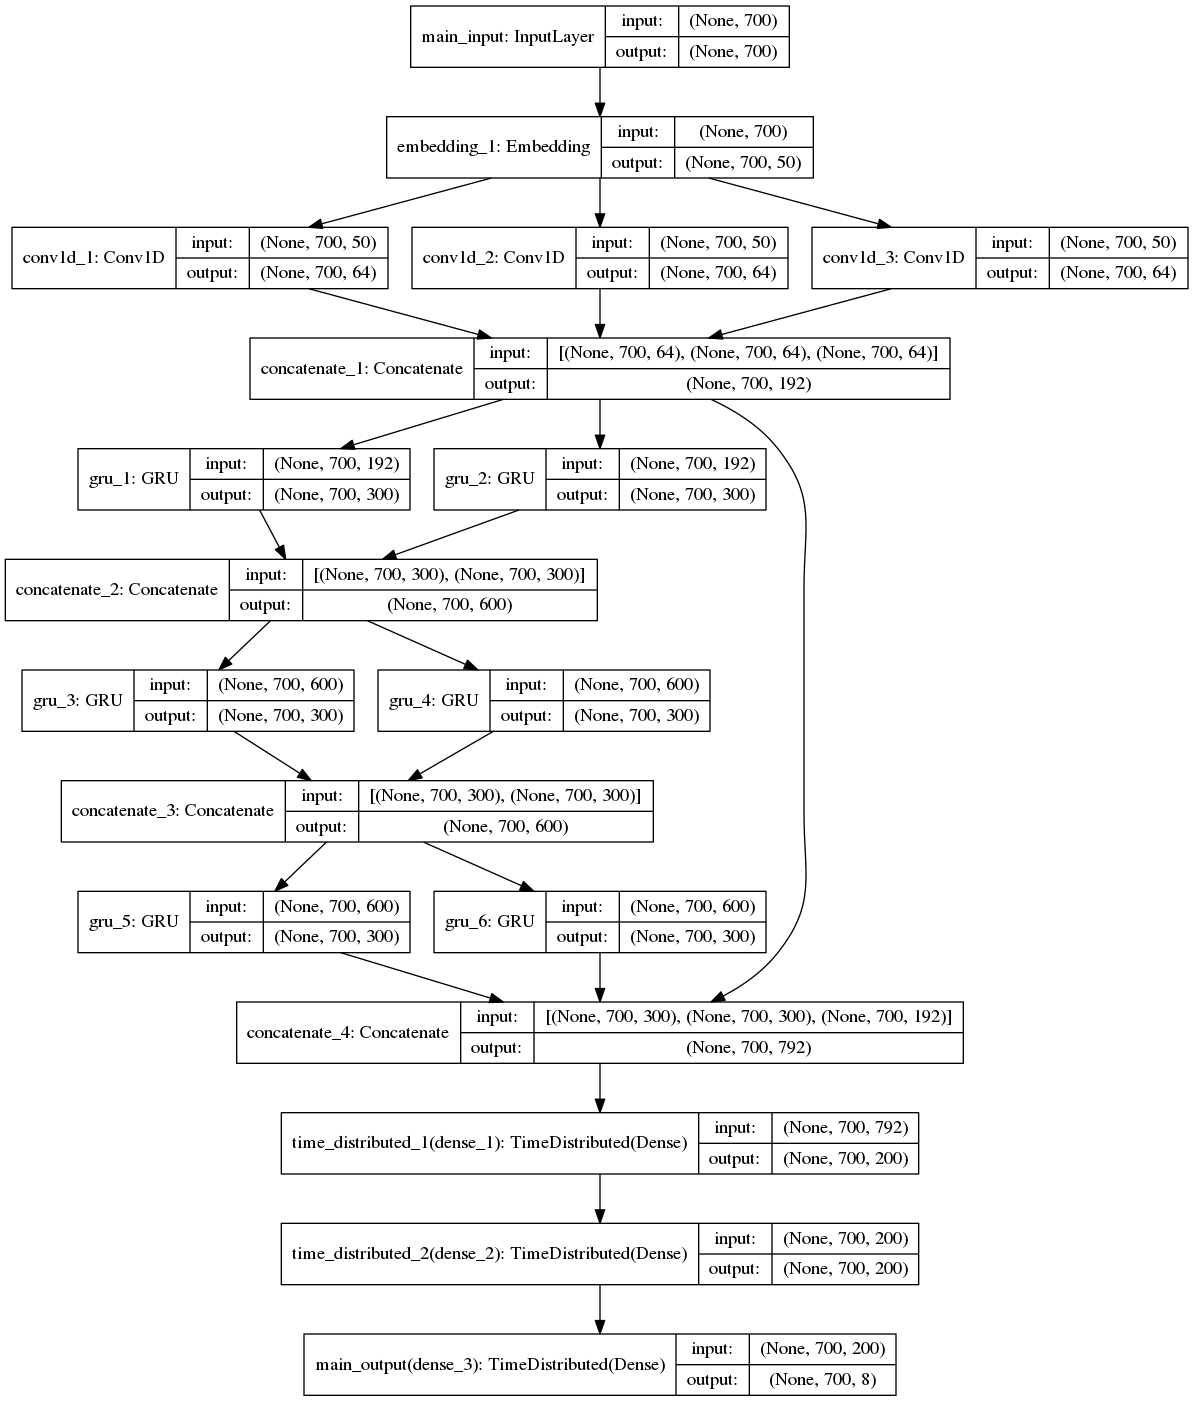 main_input: InputLayer
input:
(None, 700)
output:
(None, 700)
embedding_1: Embedding
input:
(None, 700)
output:
(None, 700, 50)
conv1d_1: Conv1D
input:
(None, 700, 50)
output:
(None, 700, 64)
conv1d_2: Conv1D
input:
(None, 700, 50)
output:
(None, 700, 64)
conv1d_3: Conv1D
input:
(None, 700, 50)
output:
(None, 700, 64)
concatenate_1: Concatenate
input:
[(None, 700, 64), (None, 700, 64), (None, 700, 64)]
output:
(None, 700, 192)
gru_1: GRU
input:
(None, 700, 192)
output:
(None, 700, 300)
gru_2: GRU
input:
(None, 700, 192)
output:
(None, 700, 300)
concatenate_2: Concatenate
input:
[(None, 700, 300), (None, 700, 300)]
output:
(None, 700, 600)
gru_3: GRU
input:
(None, 700, 600)
output:
(None, 700, 300)
gru_4: GRU
input:
(None, 700, 600)
output:
(None, 700, 300)
concatenate_3: Concatenate
input:
[(None, 700, 300), (None, 700, 300)]
output:
(None, 700, 600)
gru_5: GRU
input:
(None, 700, 600)
output:
(None, 700, 300)
gru_6: GRU
input:
(None, 700, 600)
output:
(None, 700, 300)
concatenate_4: Concatenate
input:
[(None, 700, 300), (None, 700, 300), (None, 700, 192)]
output:
(None, 700, 792)
time_distributed_1(dense_1): TimeDistributed(Dense)
input:
(None, 700, 792)
output:
(None, 700, 200)
time_distributed_2(dense_2): TimeDistributed(Dense)
input:
(None, 700, 200)
output:
(None, 700, 200)
main_output(dense_3): TimeDistributed(Dense)
input:
(None, 700, 200)
output:
(None, 700, 8)